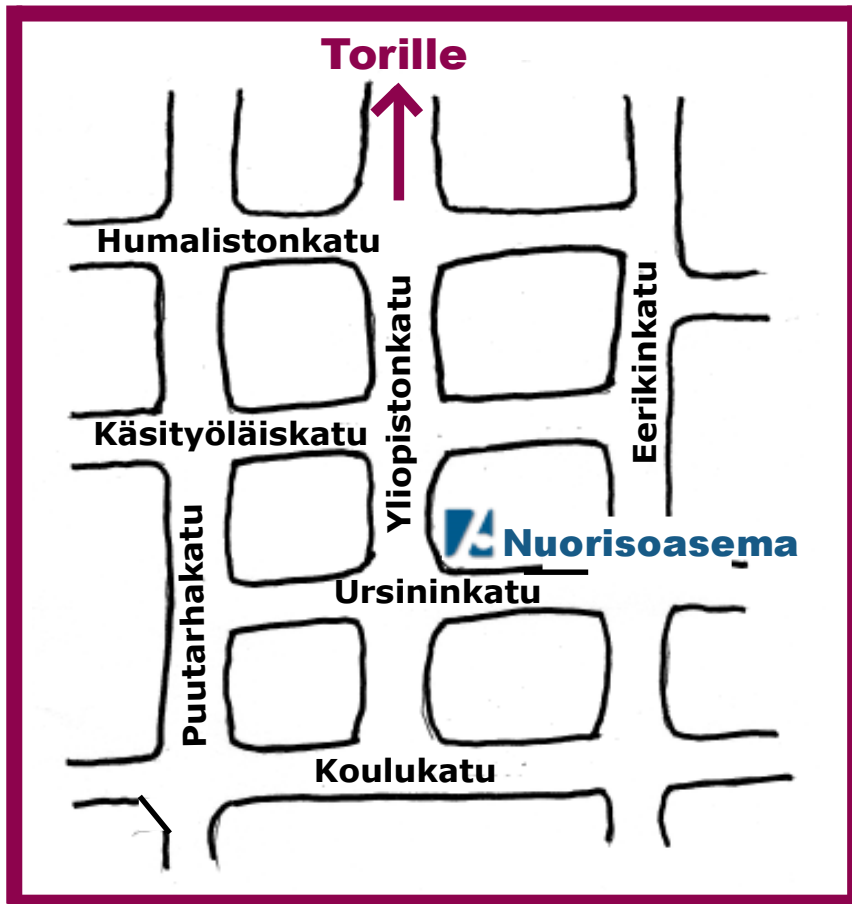 Torille
Humalistonkatu
Yliopistonkatu
Eerikinkatu
Käsityöläiskatu
Puutarhakatu
Nuorisoasema
Ursininkatu
Koulukatu